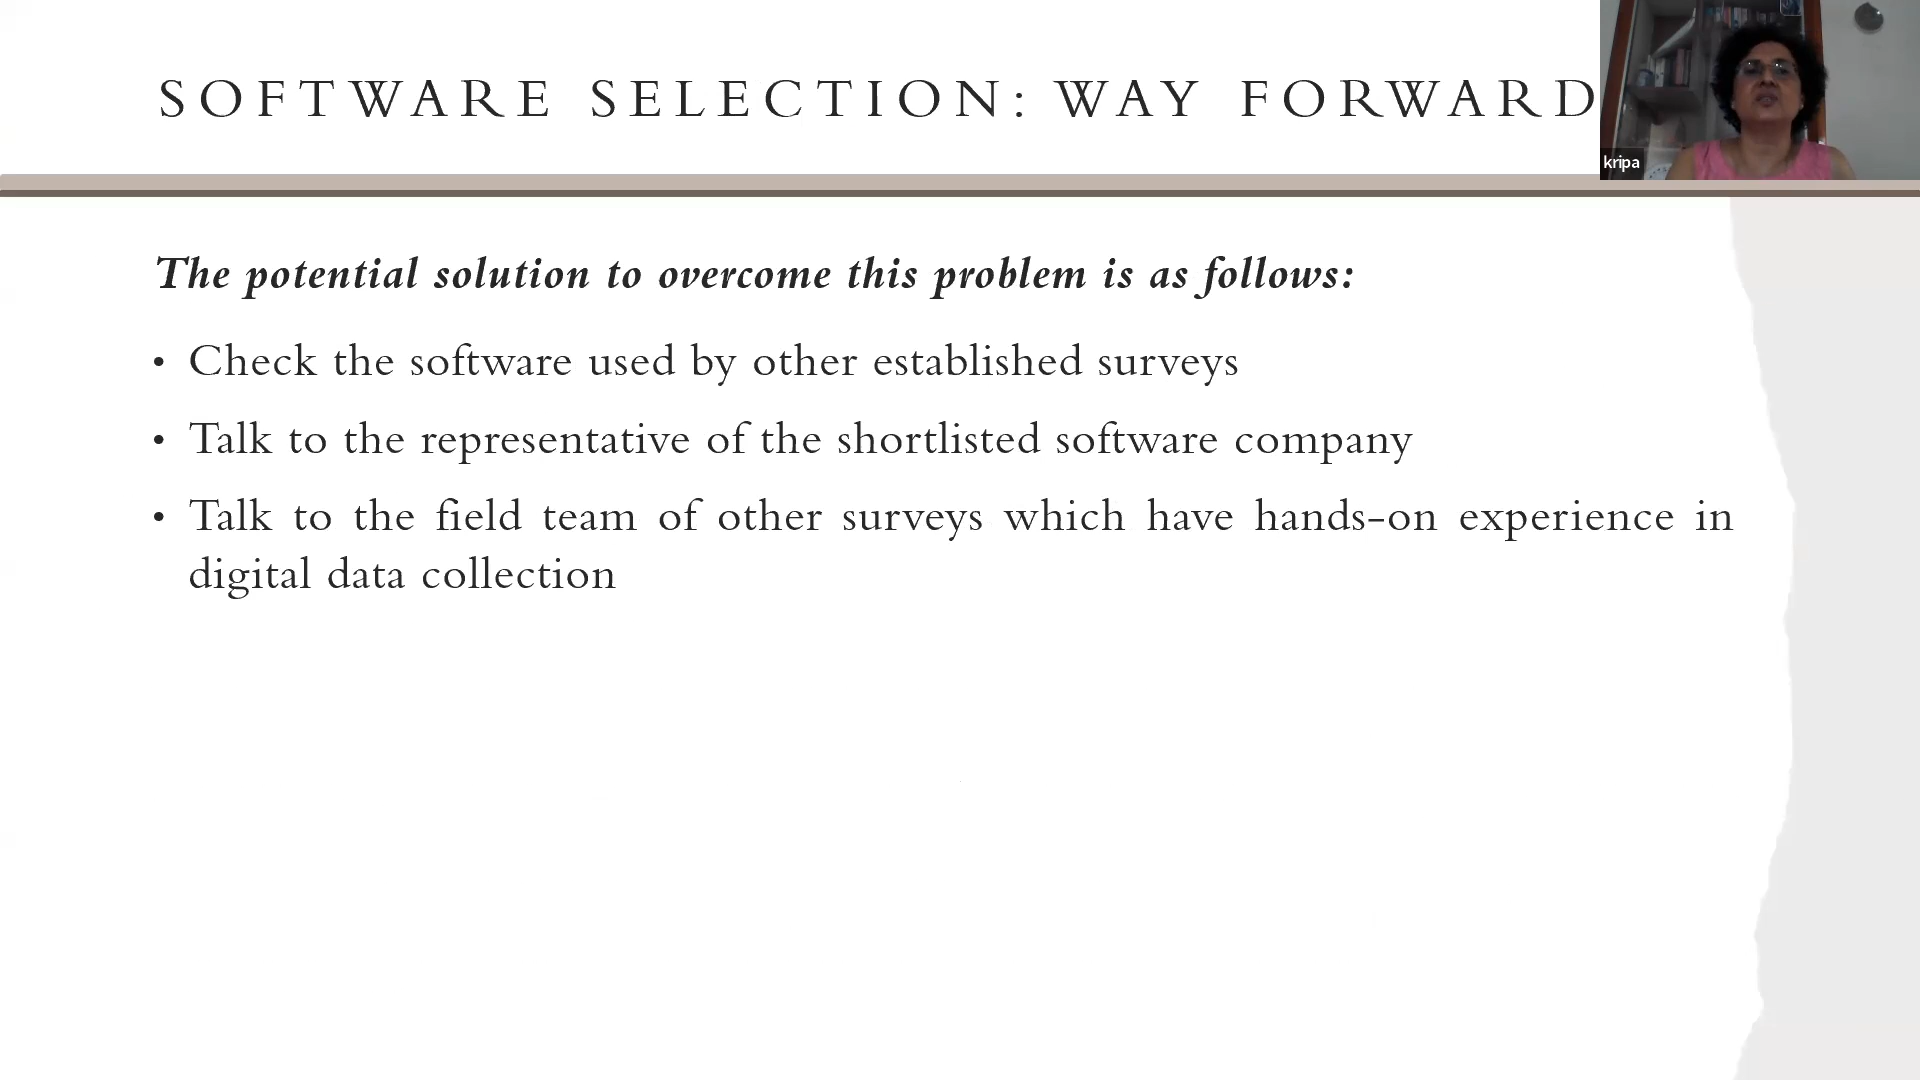 SOFTWARE SELECTION: WAY FORWARD
kripa
The potential solution to overcome this problem is as follows:
• Check the software used by other established surveys
• Talk to the representative of the shortlisted software company
• Talk to the field team of other surveys which have hands-on experience in
digital data collection